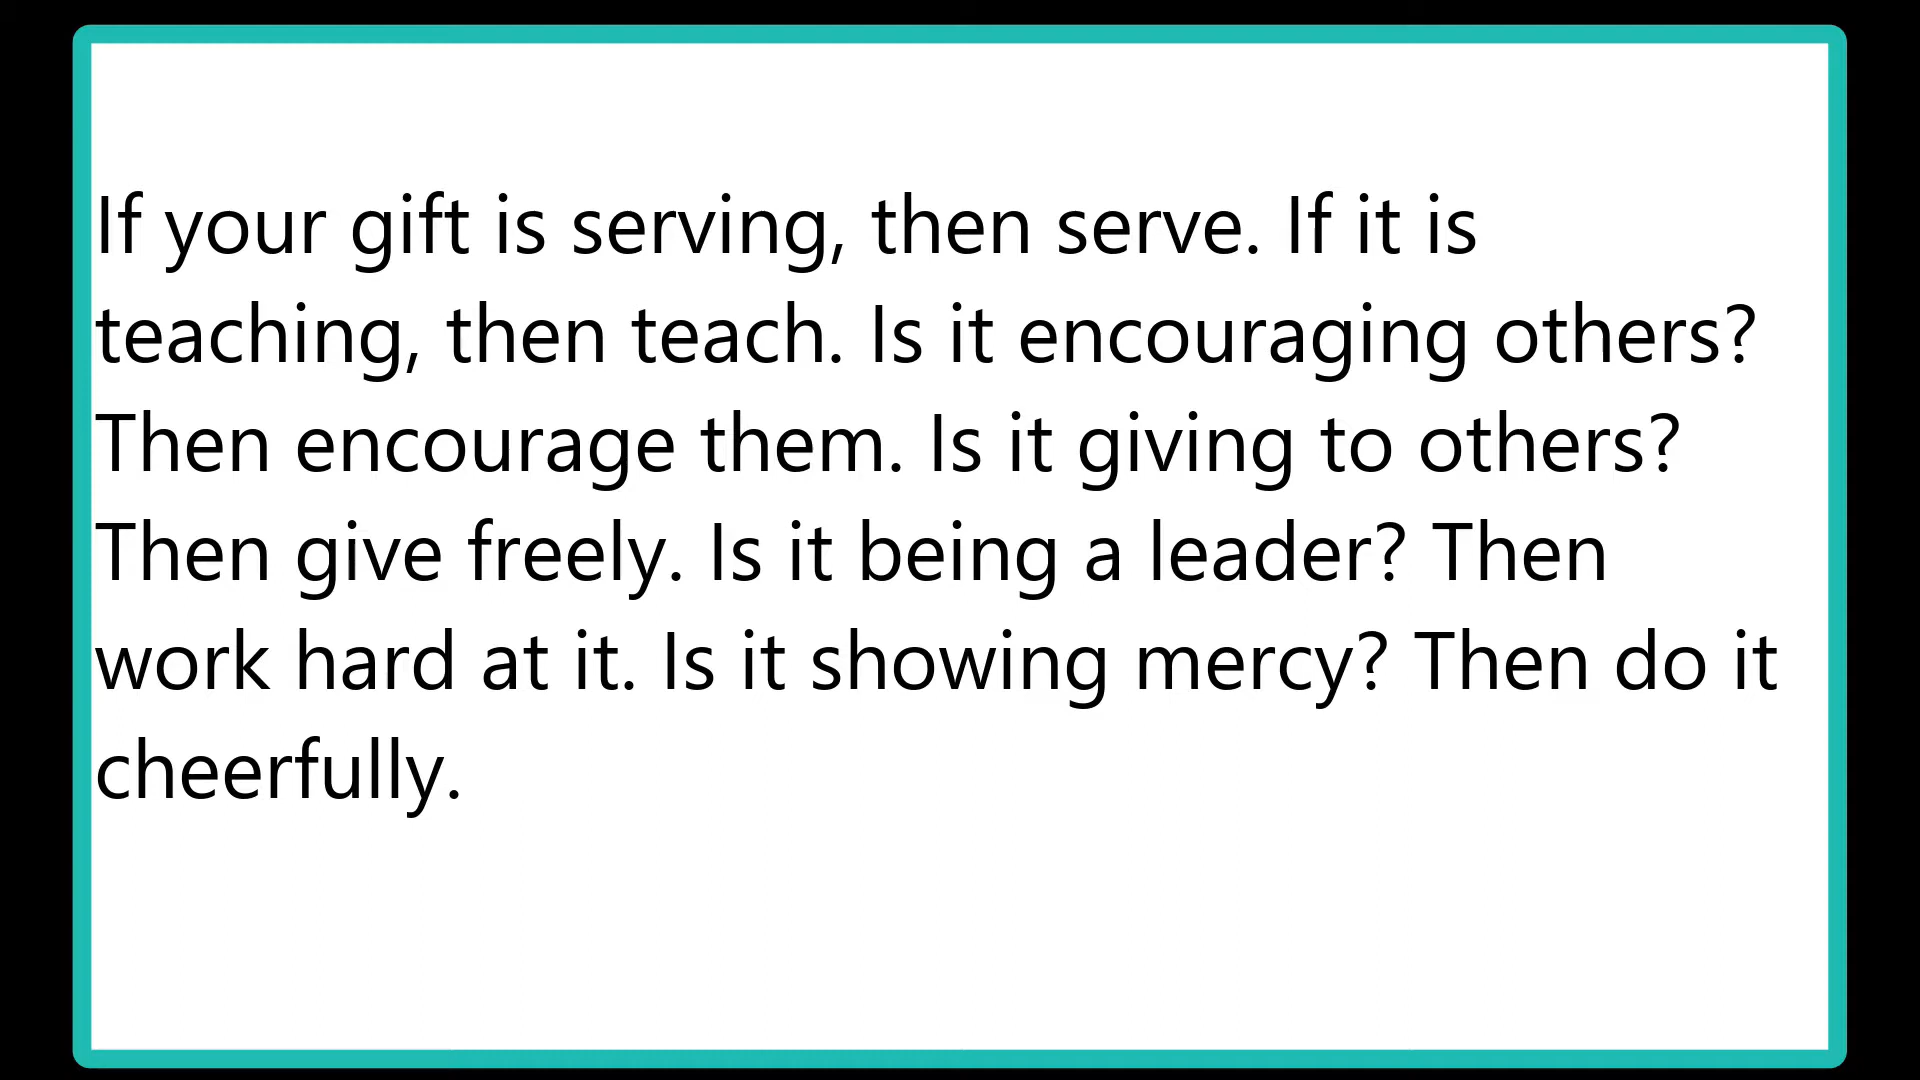 If your gift is serving, then serve. If it is
teaching, then teach. Is it encouraging others?
Then encourage them. Is it giving to others?
Then give freely. Is it being a leader? Then
work hard at it. Is it showing mercy? Then do it
cheerfully.